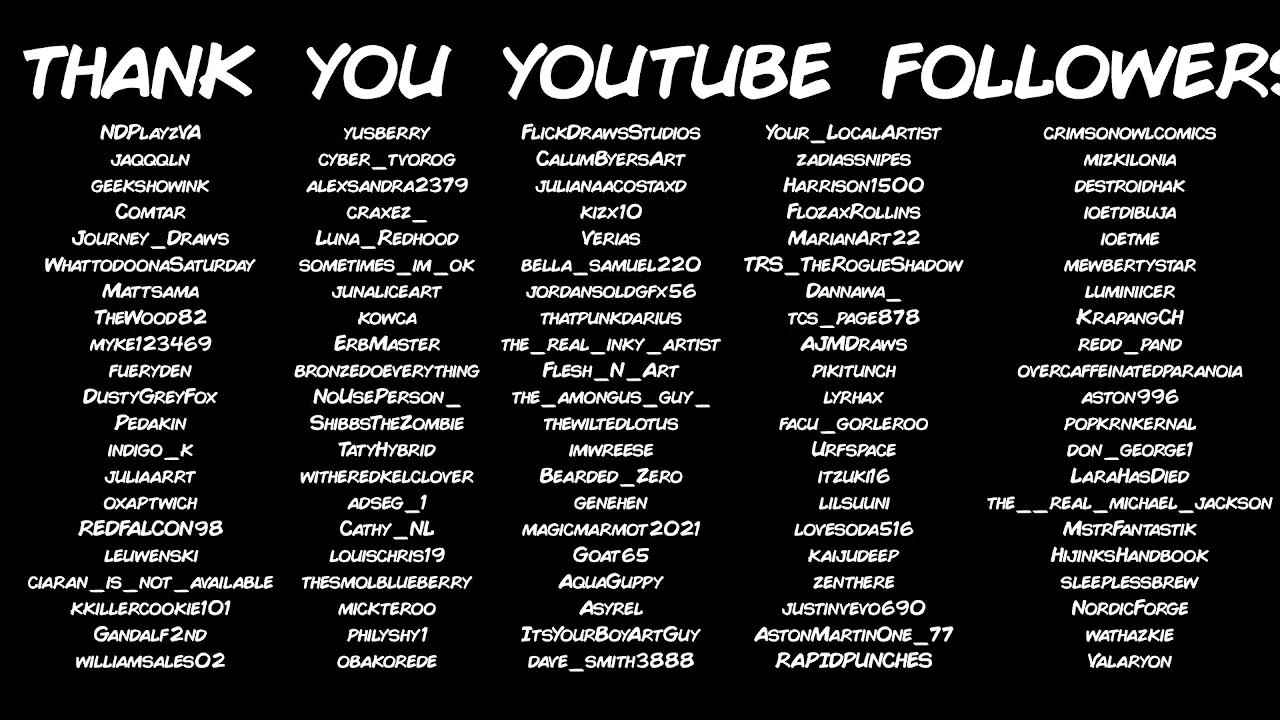 THANK YOU YOUTUBE FOLLOWERS
NDPlayzVA yusberry FlickDrawsStudios Your_LocalArtist crimsonowlcomics
jaqqqln cyber_tvorog CalumByersArt zadiassnipes mizkilonia
geekshowink alexsandra2379 julianaacostaxd Harrison1500 destroidhak
Comtar craxez_ kizx10 FlozaxRollins ioetdibuja
Journey_Draws Luna_Redhood Verias MarianArt22 ioetme
WhattodoonaSaturday sometimes_im_ok bella_samuel220 TRS_TheRogueShadow mewbertystar
Mattsama junaliceart jordansoldgfx56 Dannawa_ luminiicer
TheWood82 kowca thatpunkdarius tcs_page878 KrapangCH
myke123469 ErbMaster the_real_inky_artist AJMDraws redd_pand
fueryden bronzedoeverything Flesh_N_Art pikitunch overcaffeinatedparanoia
DustyGreyFox NoUsePerson_ the_amongus_guy_ lyrhax aston996
Pedakin ShibbsTheZombie thewiltedlotus facu_gorleroo popkrnkernal
indigo_k TatyHybrid imwreese Urfspace don_george1
juliaarrt witheredkelclover Bearded_Zero itzuki16 LaraHasDied
oxaptwich adseg_1 genehen lilsuuni the__real_michael_jackson
REDFALCON98 Cathy_NL magicmarmot2021 lovesoda516 MstrFantastik
leuwenski louischris19 Goat65 kaijudeep HijinksHandbook
ciaran_is_not_available thesmolblueberry AquaGuppy zenthere sleeplessbrew
kkillercookie101 mickteroo Asyrel justinvevo690 NordicForge
Gandalf2nd philyshy1 ItsYourBoyArtGuy AstonMartinOne_77 wathazkie
williamsales02 obakorede dave_smith3888 RAPIDPUNCHES Valaryon